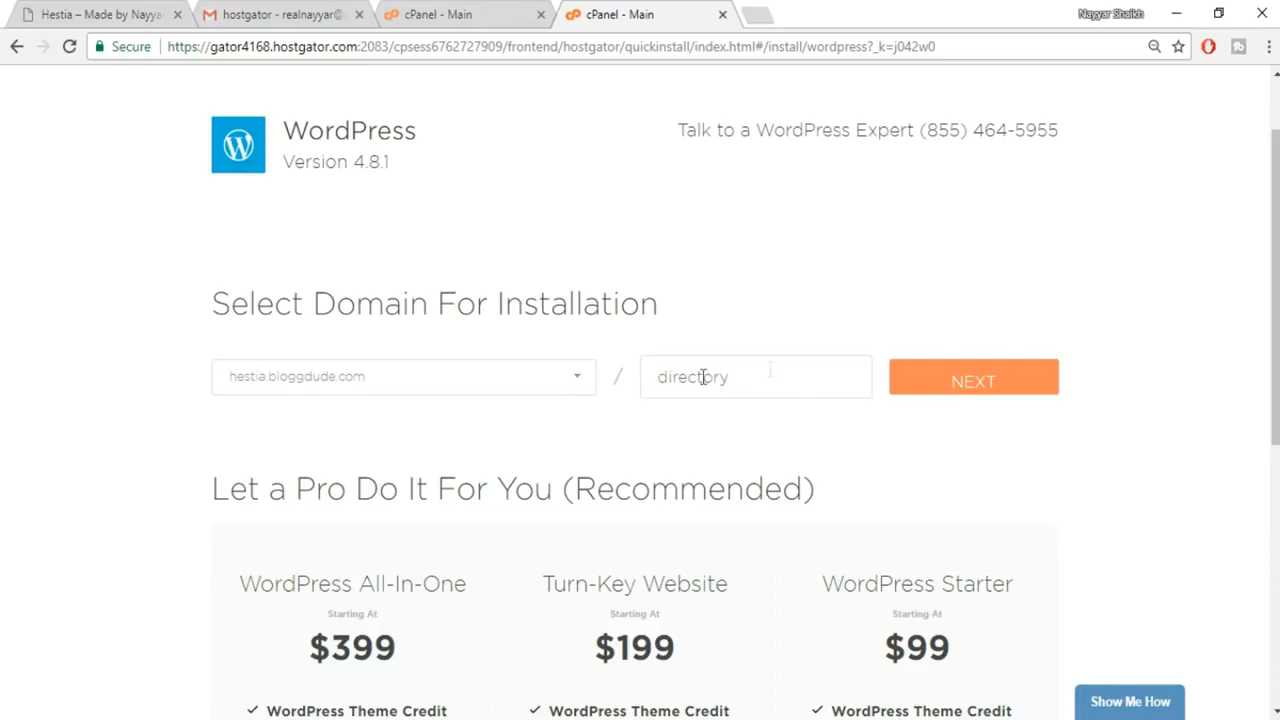 Hestia – Made by Nayya
hostgator - realnayyar@
cPanel - Main
cPanel - Main
Nayyar Shaikh
Secure
https://gator4168.hostgator.com:2083/cpsess6762727909/frontend/hostgator/quickinstall/index.html#/install/wordpress?_k=j042w0
WordPress
Version 4.8.1
Talk to a WordPress Expert (855) 464-5955
Select Domain For Installation
hestia.bloggdude.com
/
directory
NEXT
Let a Pro Do It For You (Recommended)
WordPress All-In-One
Starting At
$399
WordPress Theme Credit
Turn-Key Website
Starting At
$199
WordPress Theme Credit
WordPress Starter
Starting At
$99
WordPress Theme Credit
Show Me How